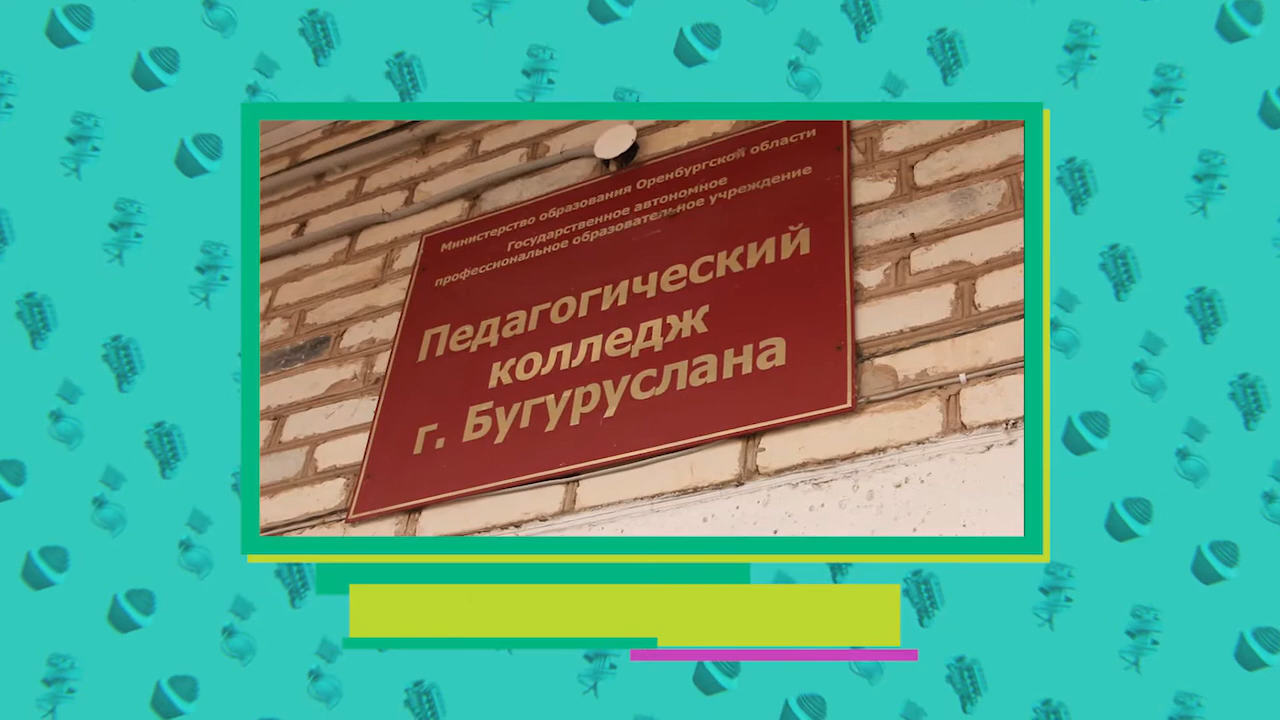 Министерство образования Оренбургской области
Государственное автономное
профессиональное образовательное учреждение
Педагогический
колледж
г. Бугуруслана